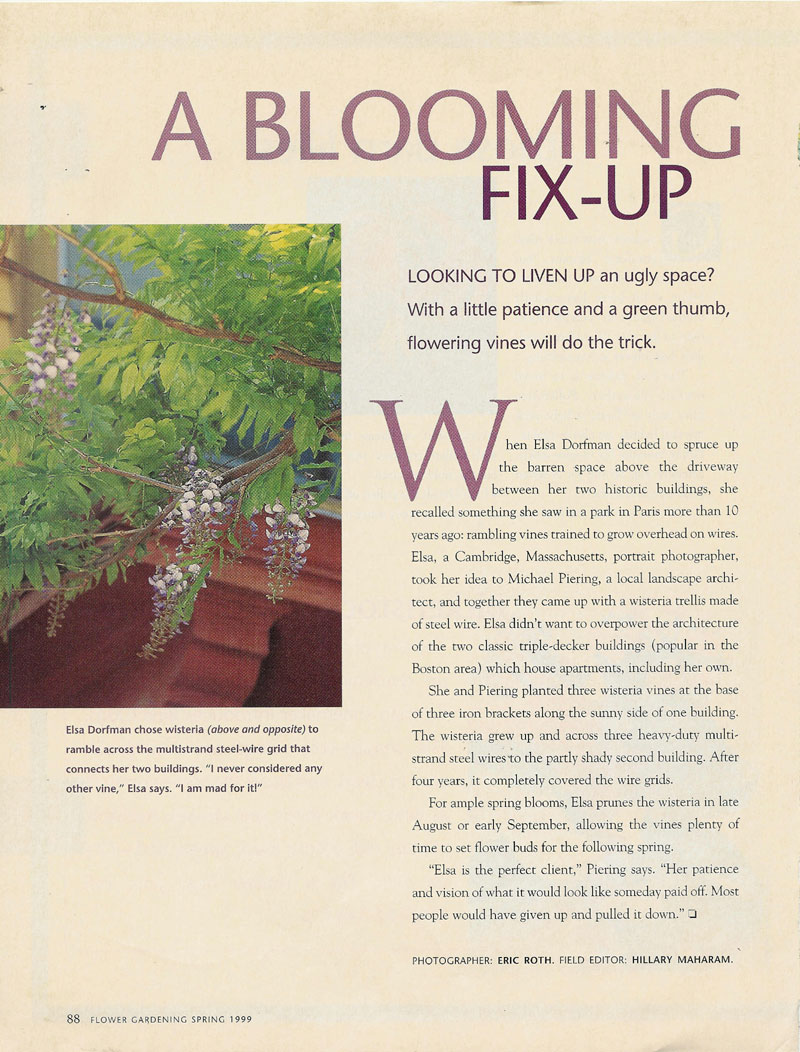 A BLOOMING
FIX-UP
LOOKING TO LIVEN UP an ugly space?
With a little patience and a green thumb,
flowering vines will do the trick.
When Elsa Dorfman decided to spruce up
the barren space above the driveway
between her two historic buildings, she
recalled something she saw in a park in Paris more than 10
years ago: rambling vines trained to grow overhead on wires.
Elsa, a Cambridge, Massachusetts, portrait photographer,
took her idea to Michael Piering, a local landscape archi-
tect, and together they came up with a wisteria trellis made
of steel wire. Elsa didn't want to overpower the architecture
of the two classic triple-decker buildings (popular in the
Boston area) which house apartments, including her own.
She and Piering planted three wisteria vines at the base
of three iron brackets along the sunny side of one building.
The wisteria grew up and across three heavy-duty multi-
strand steel wires to the partly shady second building. After
four years, it completely covered the wire grids.
For ample spring blooms, Elsa prunes the wisteria in late
August or early September, allowing the vines plenty of
time to set flower buds for the following spring.
"Elsa is the perfect client," Piering says. "Her patience
and vision of what it would look like someday paid off. Most
people would have given up and pulled it down." ❑
PHOTOGRAPHER: ERIC ROTH. FIELD EDITOR: HILLARY MAHARAM.
Elsa Dorfman chose wisteria (above and opposite) to
ramble across the multistrand steel-wire grid that
connects her two buildings. "I never considered any
other vine," Elsa says. "I am mad for it!"
88 FLOWER GARDENING SPRING 1999